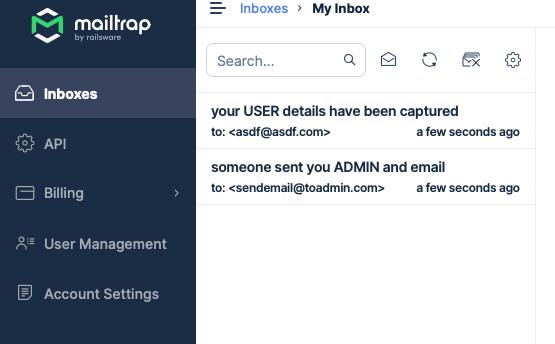 mailtrap
by railsware
Inboxes
API
Billing
User Management
Account Settings
Inboxes > My Inbox
Search...
your USER details have been captured
to: <asdf@asdf.com> a few seconds ago
someone sent you ADMIN and email
to: <sendemail@toadmin.com> a few seconds ago